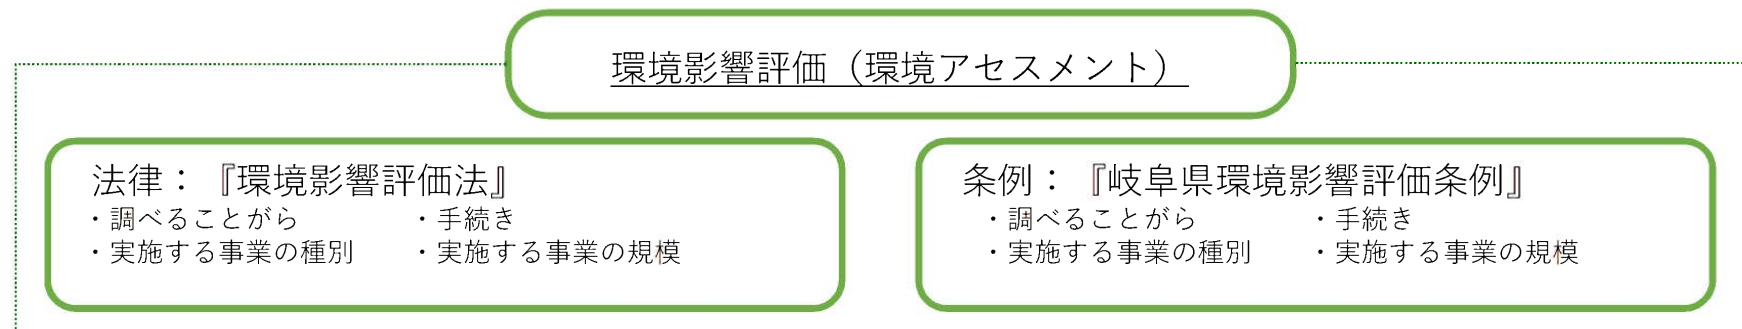 環境影響評価（環境アセスメント）
法律：『環境影響評価法』
・調べることがら ・手続き
・実施する事業の種別 ・実施する事業の規模
条例：『岐阜県環境影響評価条例』
・調べることがら ・手続き
・実施する事業の種別 ・実施する事業の規模